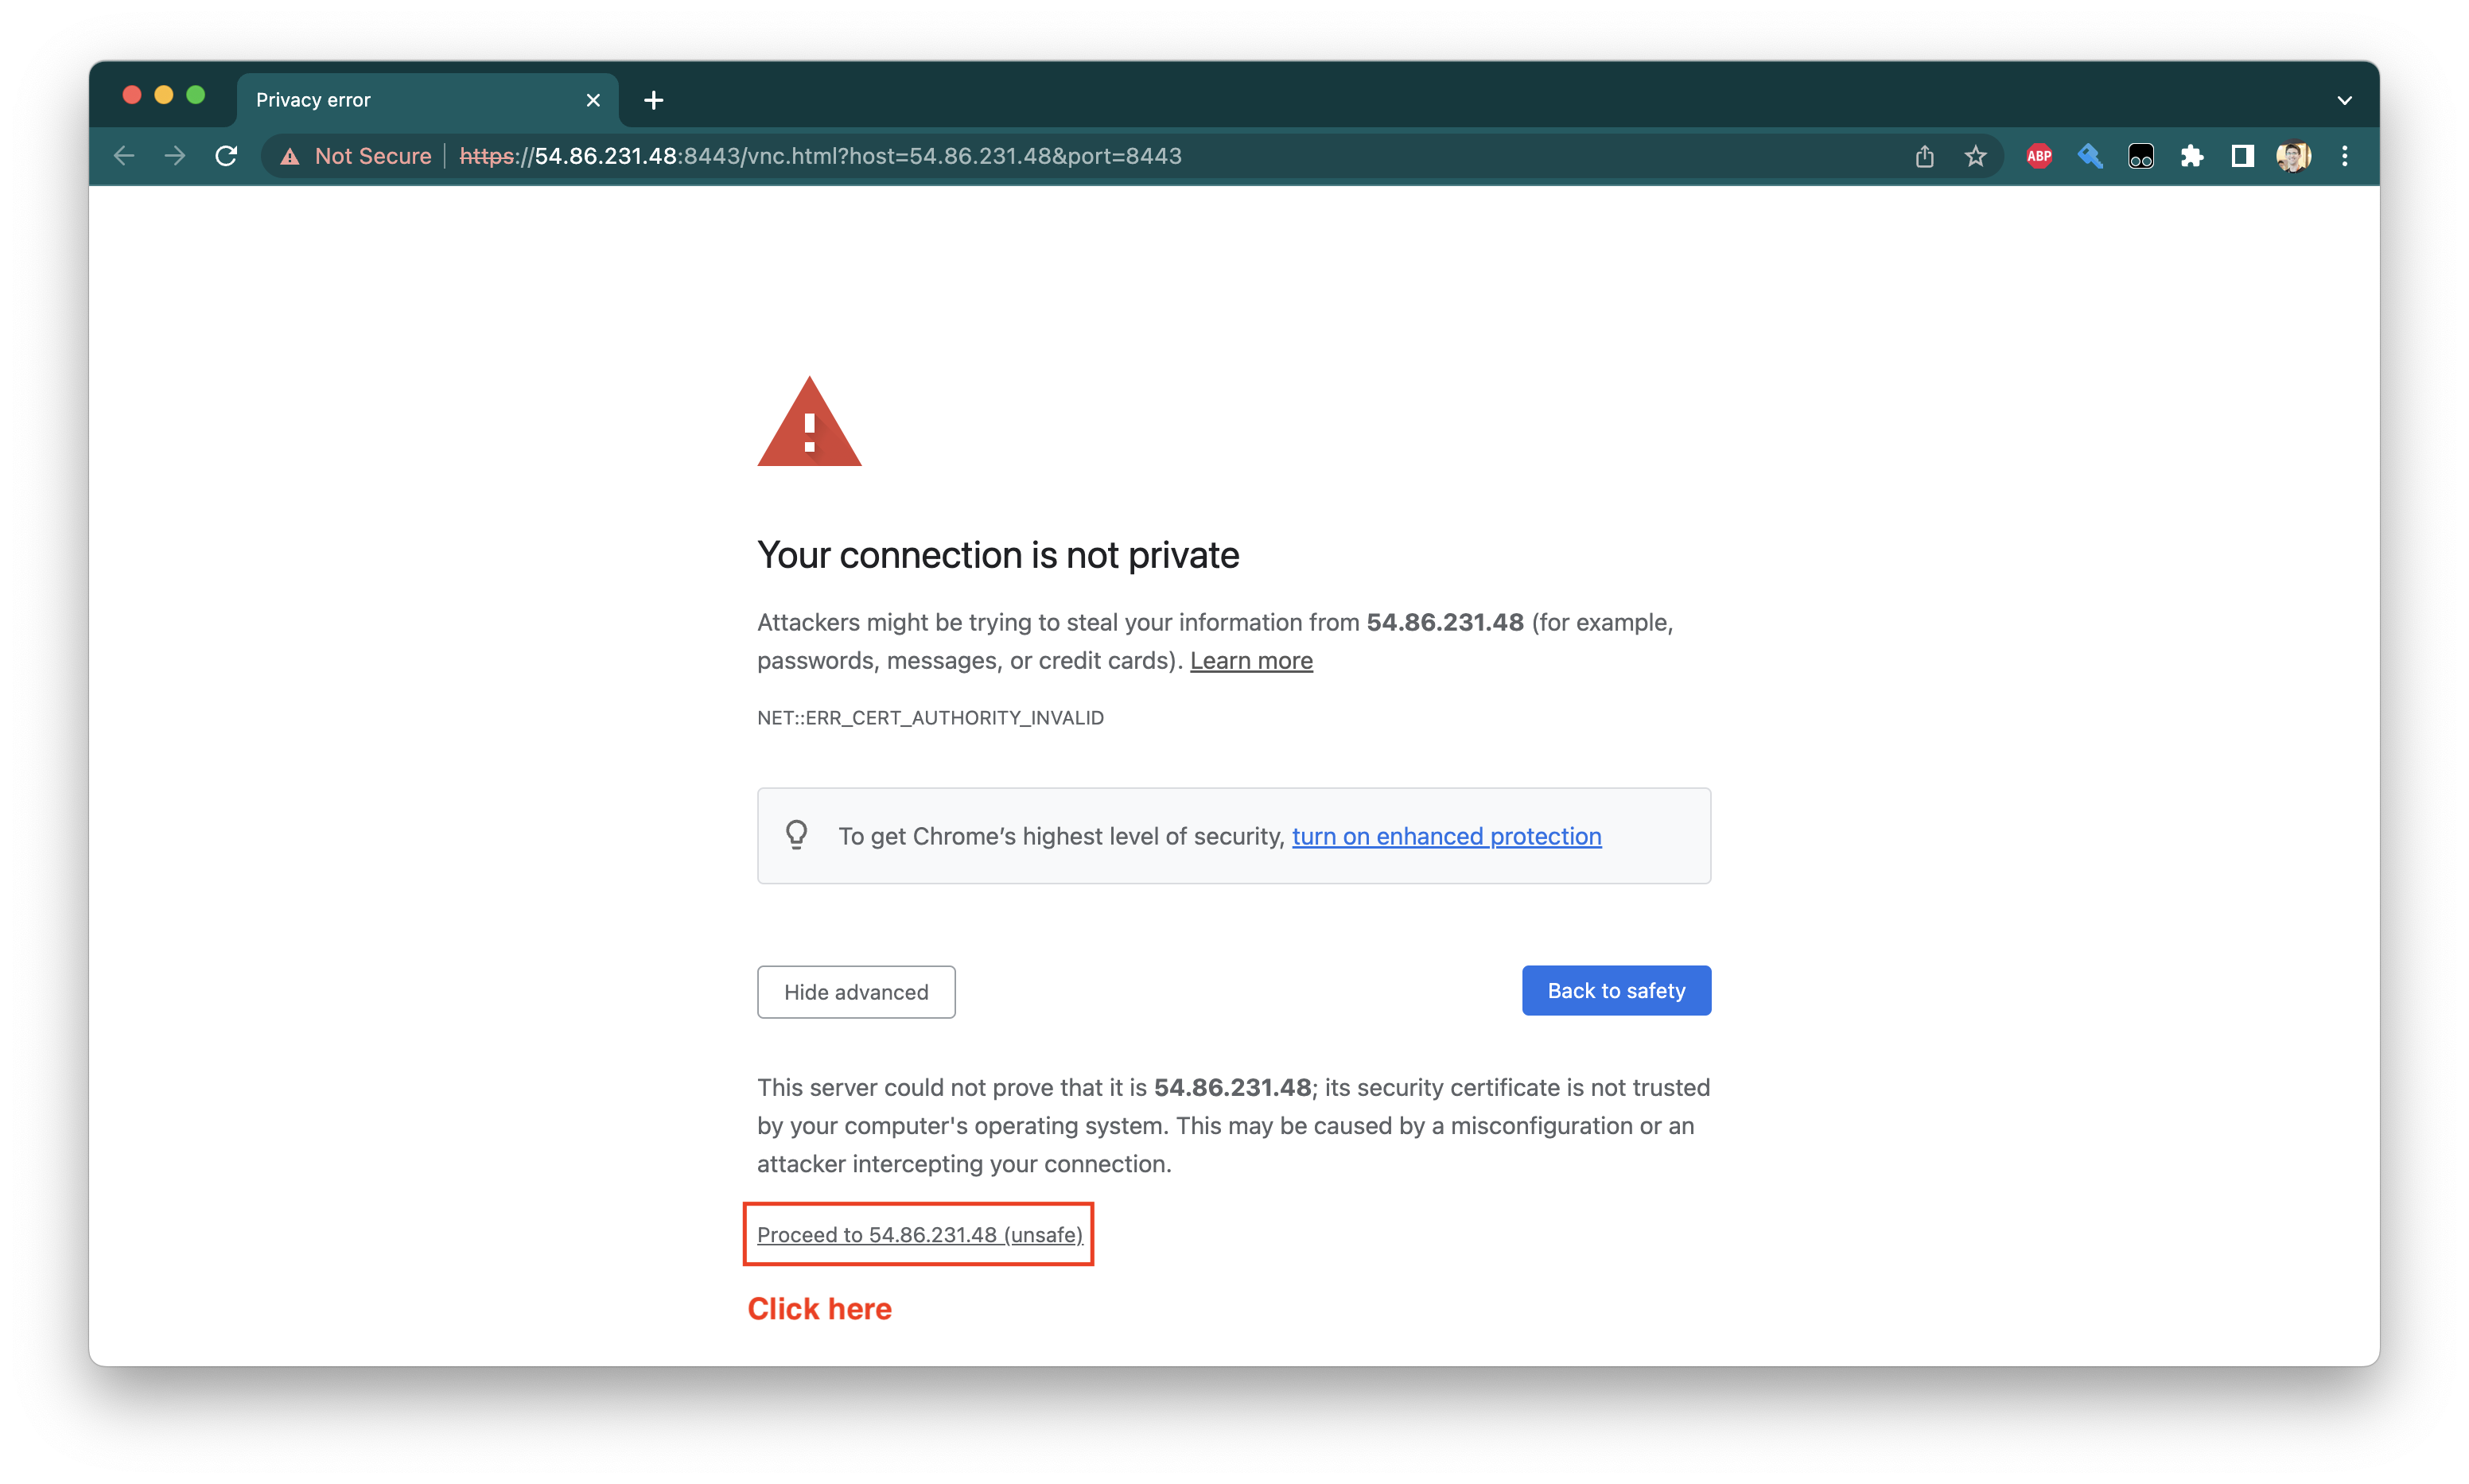 Privacy error
Not Secure https://54.86.231.48:8443/vnc.html?host=54.86.231.48&port=8443
ABP
Your connection is not private
Attackers might be trying to steal your information from 54.86.231.48 (for example,
passwords, messages, or credit cards). Learn more
NET::ERR_CERT_AUTHORITY_INVALID
To get Chrome’s highest level of security, turn on enhanced protection
Hide advanced
Back to safety
This server could not prove that it is 54.86.231.48; its security certificate is not trusted
by your computer's operating system. This may be caused by a misconfiguration or an
attacker intercepting your connection.
Proceed to 54.86.231.48 (unsafe)
Click here